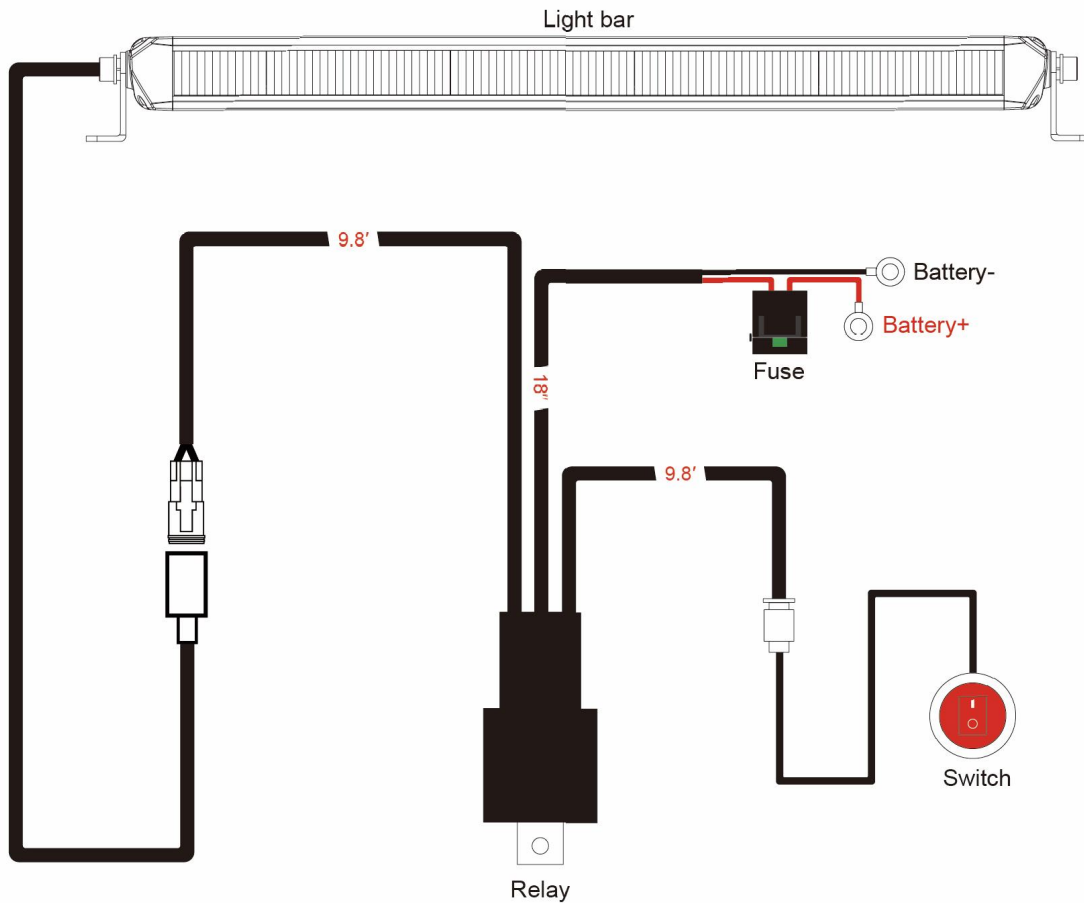 Light bar
9.8′
Battery-
Battery+
Fuse
18″
9.8′
Switch
Relay